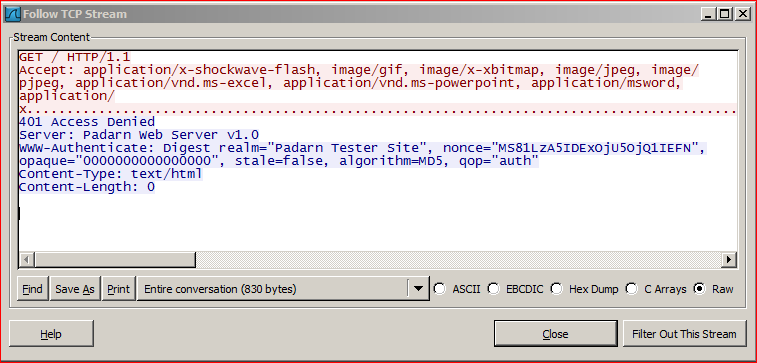 Follow TCP Stream
Stream Content
GET / HTTP/1.1
Accept: application/x-shockwave-flash, image/gif, image/x-xbitmap, image/jpeg, image/
pjpeg, application/vnd.ms-excel, application/vnd.ms-powerpoint, application/msword,
application/
x................................................................................................
401 Access Denied
Server: Padarn Web Server v1.0
WWW-Authenticate: Digest realm="Padarn Tester Site", nonce="MS81LzA5IDExOjU5OjQ1IEFN",
opaque="0000000000000000", stale=false, algorithm=MD5, qop="auth"
Content-Type: text/html
Content-Length: 0
Find Save As Print Entire conversation (830 bytes) ASCII EBCDIC Hex Dump C Arrays Raw
Help Close Filter Out This Stream